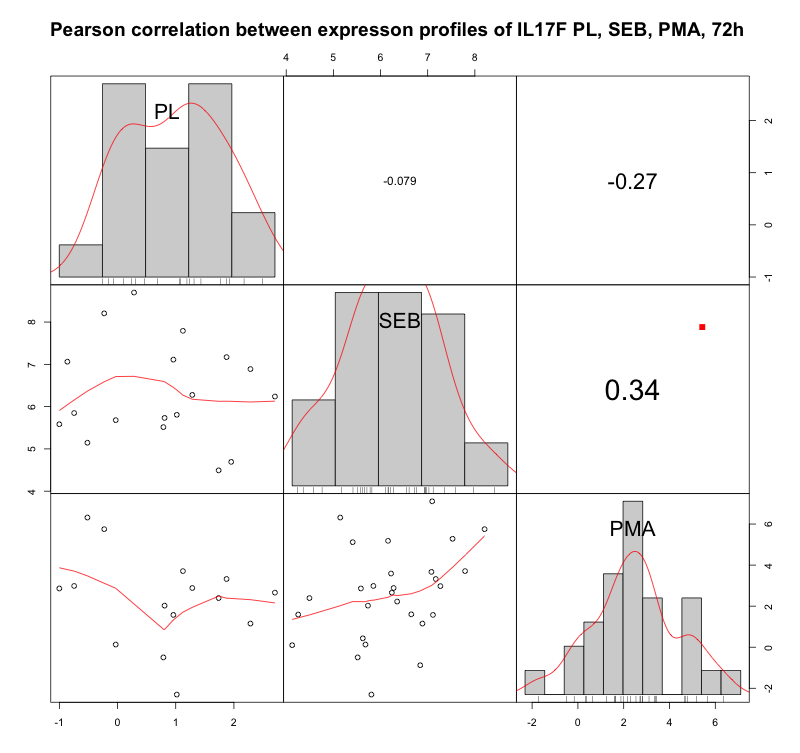 Pearson correlation between expresson profiles of IL17F PL, SEB, PMA, 72h
4 5 6 7 8
PL
-0.079
-0.27
2
1
0
-1
8
7
6
5
4
SEB
0.34
PMA
6
4
2
0
-2
-1 0 1 2
-2 0 2 4 6